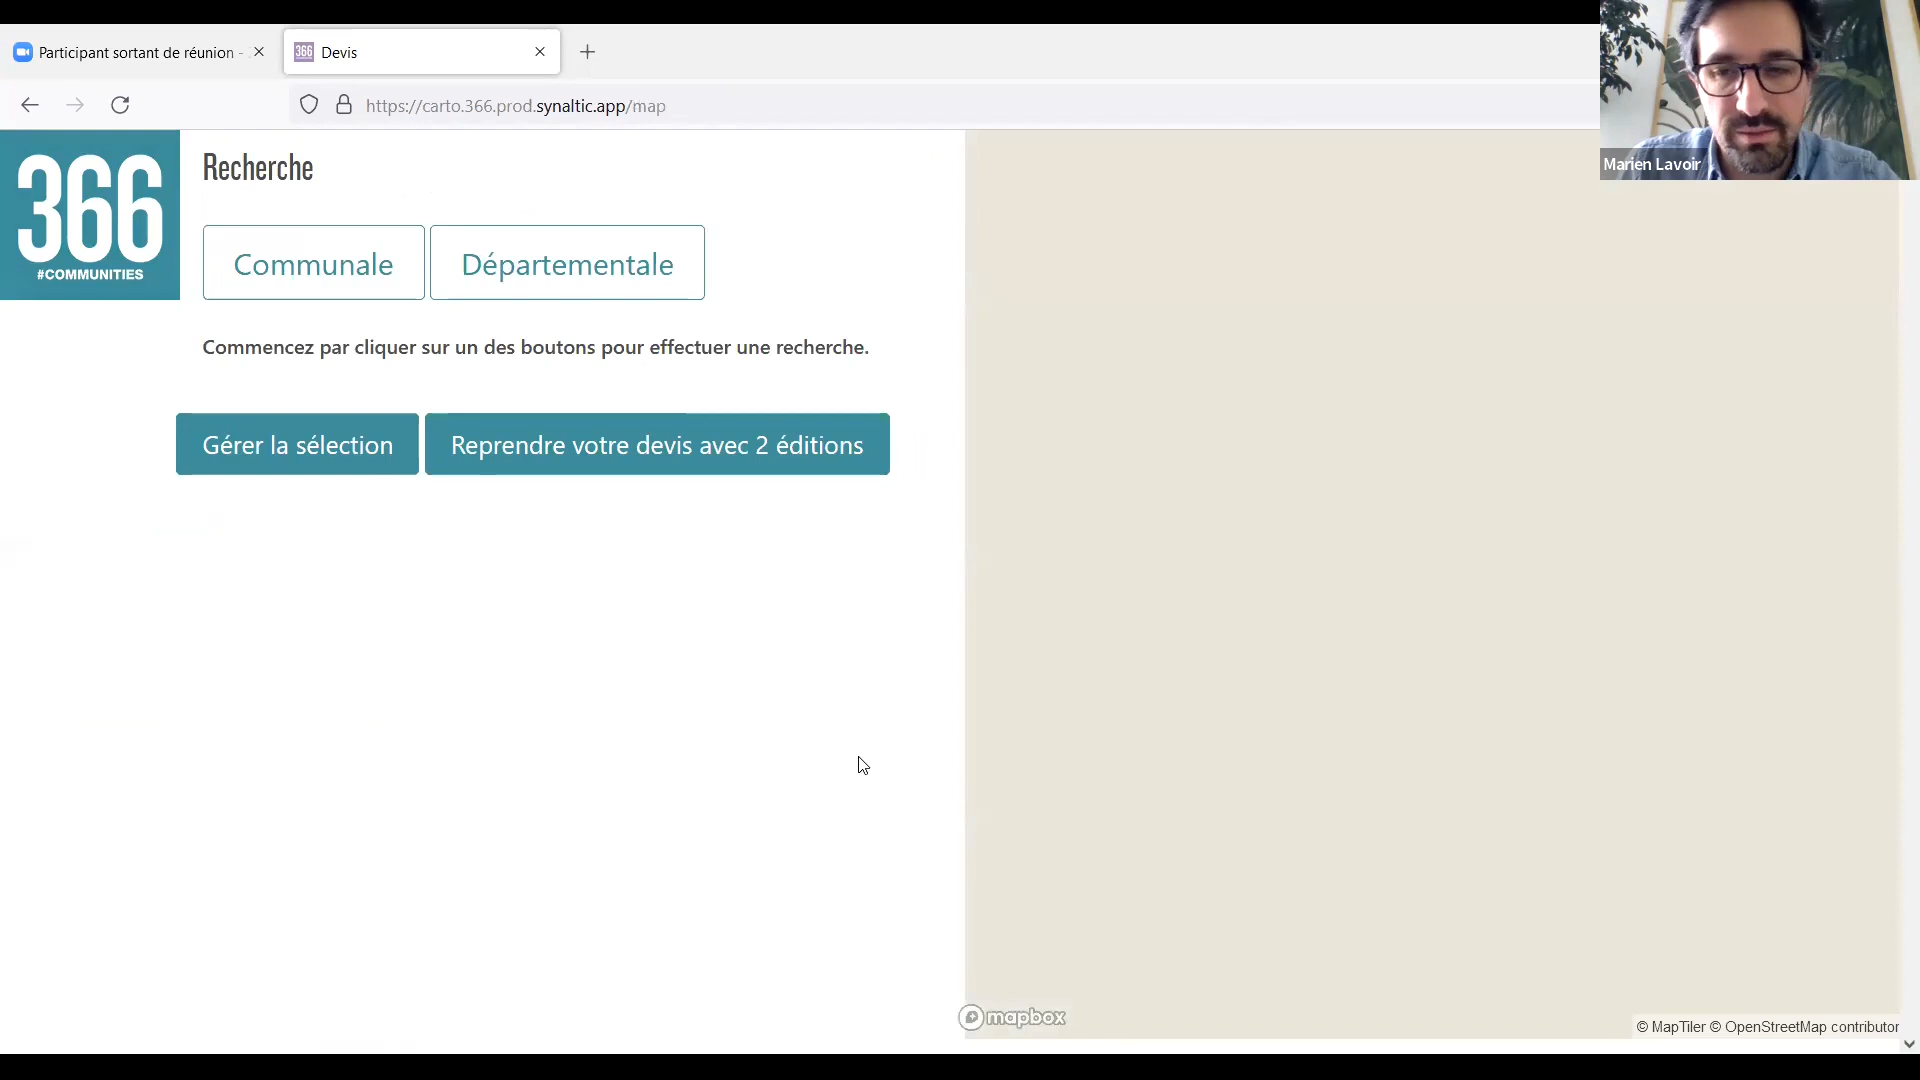 Participant sortant de réunion -
Devis
https://carto.366.prod.synaltic.app/map
Marien Lavoir
366
#COMMUNITIES
Recherche
Communale
Départementale
Commencez par cliquer sur un des boutons pour effectuer une recherche.
Gérer la sélection
Reprendre votre devis avec 2 éditions
mapbox
© MapTiler © OpenStreetMap contributor